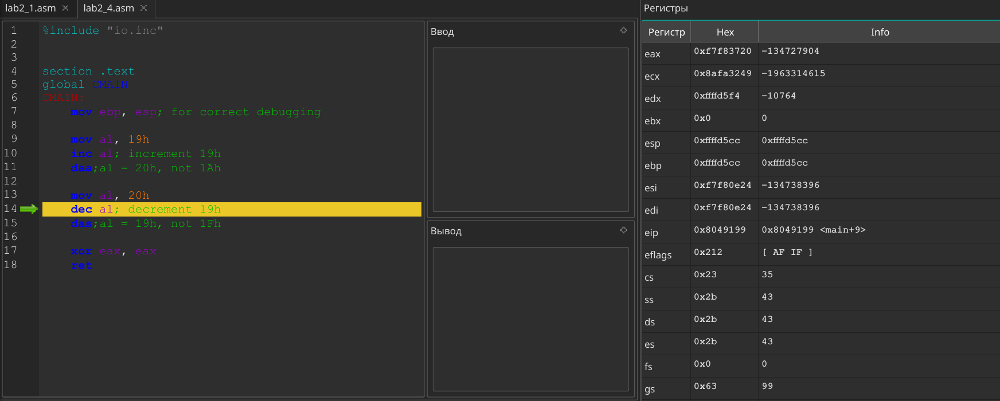 lab2_1.asm lab2_4.asm
1 %include "io.inc"
2
3
4 section .text
5 global CMAIN
6 CMAIN:
7 mov ebp, esp; for correct debugging
8
9 mov al, 19h
10 inc al; increment 19h
11 daa;al = 20h, not 1Ah
12
13 mov al, 20h
14 dec al; decrement 19h
15 das;al = 19h, not 1Fh
16
17 xor eax, eax
18 ret
Ввод
Вывод
Регистры
Регистр Hex Info
eax 0xf7f83720 -134727904
ecx 0x8afa3249 -1963314615
edx 0xffffd5f4 -10764
ebx 0x0 0
esp 0xffffd5cc 0xffffd5cc
ebp 0xffffd5cc 0xffffd5cc
esi 0xf7f80e24 -134738396
edi 0xf7f80e24 -134738396
eip 0x8049199 0x8049199 <main+9>
eflags 0x212 [ AF IF ]
cs 0x23 35
ss 0x2b 43
ds 0x2b 43
es 0x2b 43
fs 0x0 0
gs 0x63 99